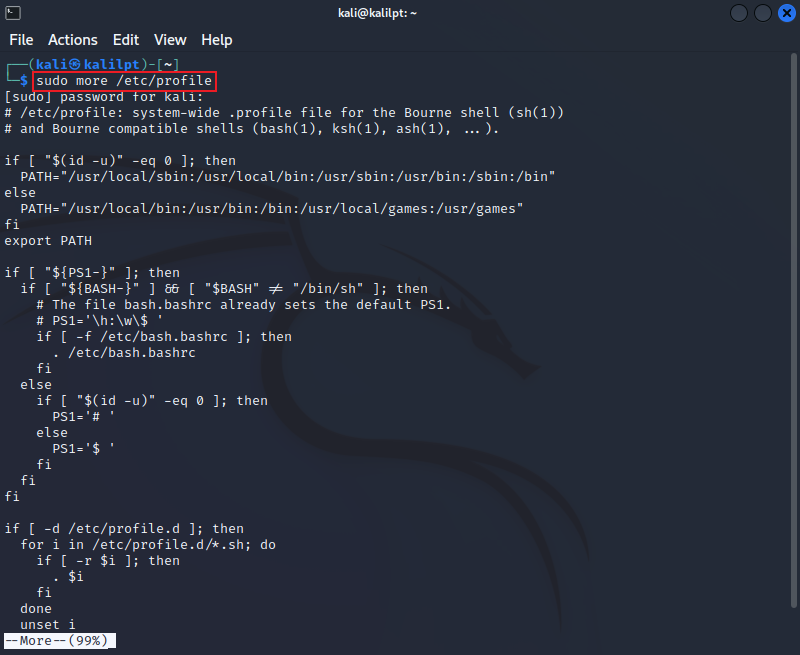 kali@kalilpt: ~
File Actions Edit View Help
┌──(kali㉿kalilpt)-[~]
└─$ sudo more /etc/profile
[sudo] password for kali:
# /etc/profile: system-wide .profile file for the Bourne shell (sh(1))
# and Bourne compatible shells (bash(1), ksh(1), ash(1), ...).

if [ "$(id -u)" -eq 0 ]; then
  PATH="/usr/local/sbin:/usr/local/bin:/usr/sbin:/usr/bin:/sbin:/bin"
else
  PATH="/usr/local/bin:/usr/bin:/bin:/usr/local/games:/usr/games"
fi
export PATH

if [ "${PS1-}" ]; then
  if [ "${BASH-}" ] && [ "$BASH" != "/bin/sh" ]; then
    # The file bash.bashrc already sets the default PS1.
    # PS1='\h:\w\$ '
    if [ -f /etc/bash.bashrc ]; then
      . /etc/bash.bashrc
    fi
  else
    if [ "$(id -u)" -eq 0 ]; then
      PS1='# '
    else
      PS1='$ '
    fi
  fi
fi

if [ -d /etc/profile.d ]; then
  for i in /etc/profile.d/*.sh; do
    if [ -r $i ]; then
      . $i
    fi
  done
  unset i
--More--(99%)